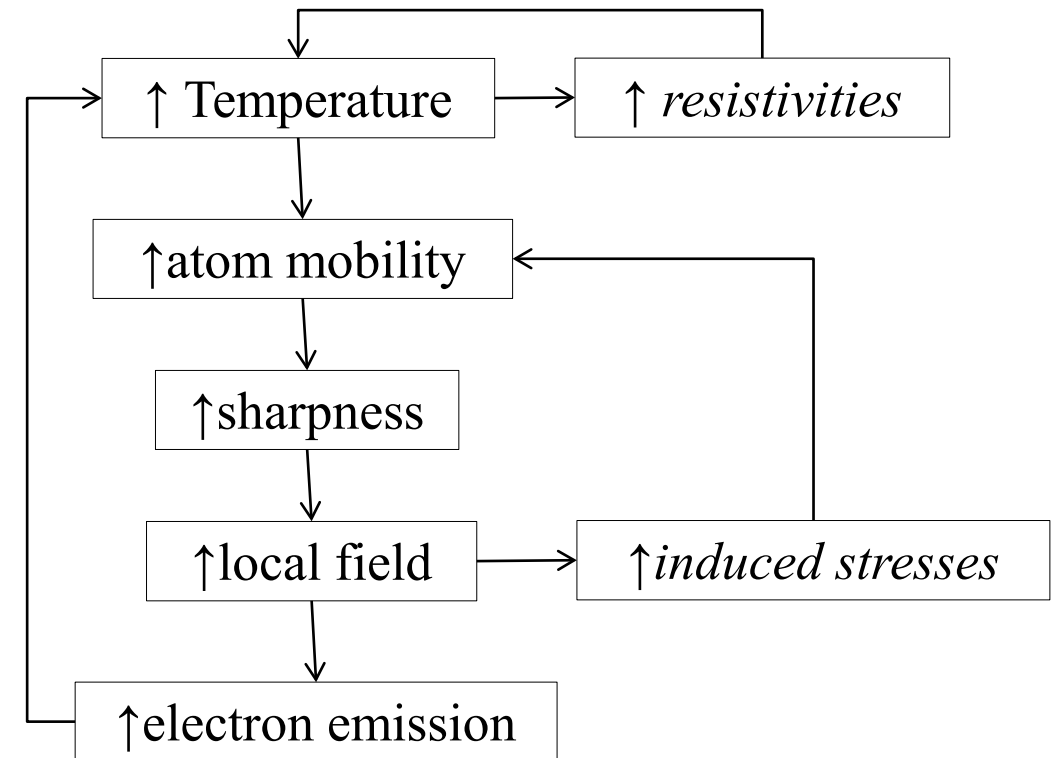 ↑ Temperature
↑ resistivities
↑atom mobility
↑sharpness
↑local field
↑induced stresses
↑electron emission